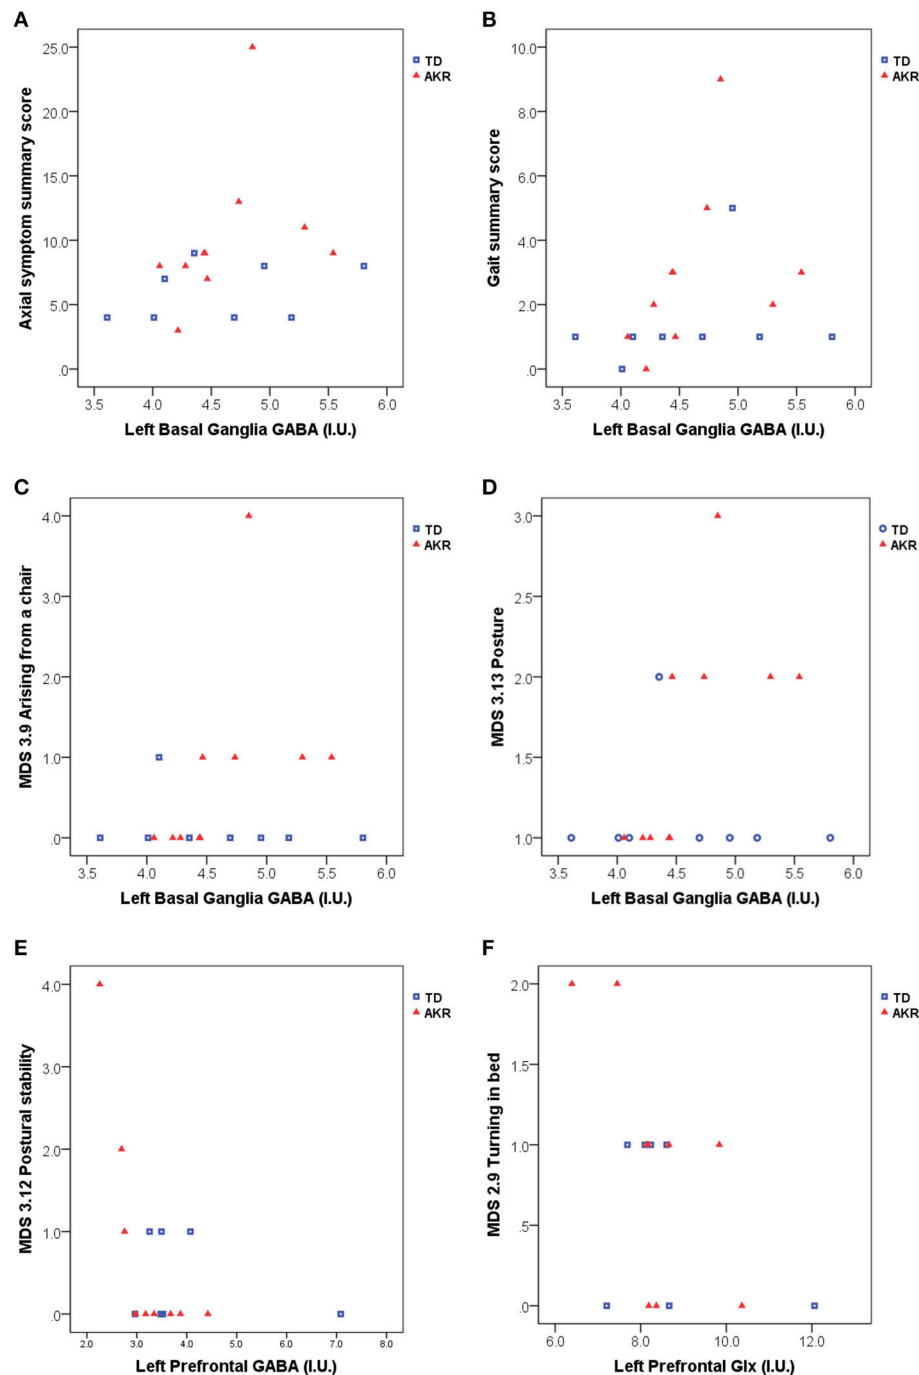 A
Axial symptom summary score
25.0
20.0
15.0
10.0
5.0
.0
3.5 4.0 4.5 5.0 5.5 6.0
Left Basal Ganglia GABA (I.U.)
TD
AKR
B
Gait summary score
10.0
8.0
6.0
4.0
2.0
.0
3.5 4.0 4.5 5.0 5.5 6.0
Left Basal Ganglia GABA (I.U.)
TD
AKR
C
MDS 3.9 Arising from a chair
4.0
3.0
2.0
1.0
.0
3.5 4.0 4.5 5.0 5.5 6.0
Left Basal Ganglia GABA (I.U.)
TD
AKR
D
MDS 3.13 Posture
3.0
2.5
2.0
1.5
1.0
3.5 4.0 4.5 5.0 5.5 6.0
Left Basal Ganglia GABA (I.U.)
TD
AKR
E
MDS 3.12 Postural stability
4.0
3.0
2.0
1.0
.0
2.0 3.0 4.0 5.0 6.0 7.0 8.0
Left Prefrontal GABA (I.U.)
TD
AKR
F
MDS 2.9 Turning in bed
2.0
1.5
1.0
.5
.0
6.0 8.0 10.0 12.0
Left Prefrontal Glx (I.U.)
TD
AKR